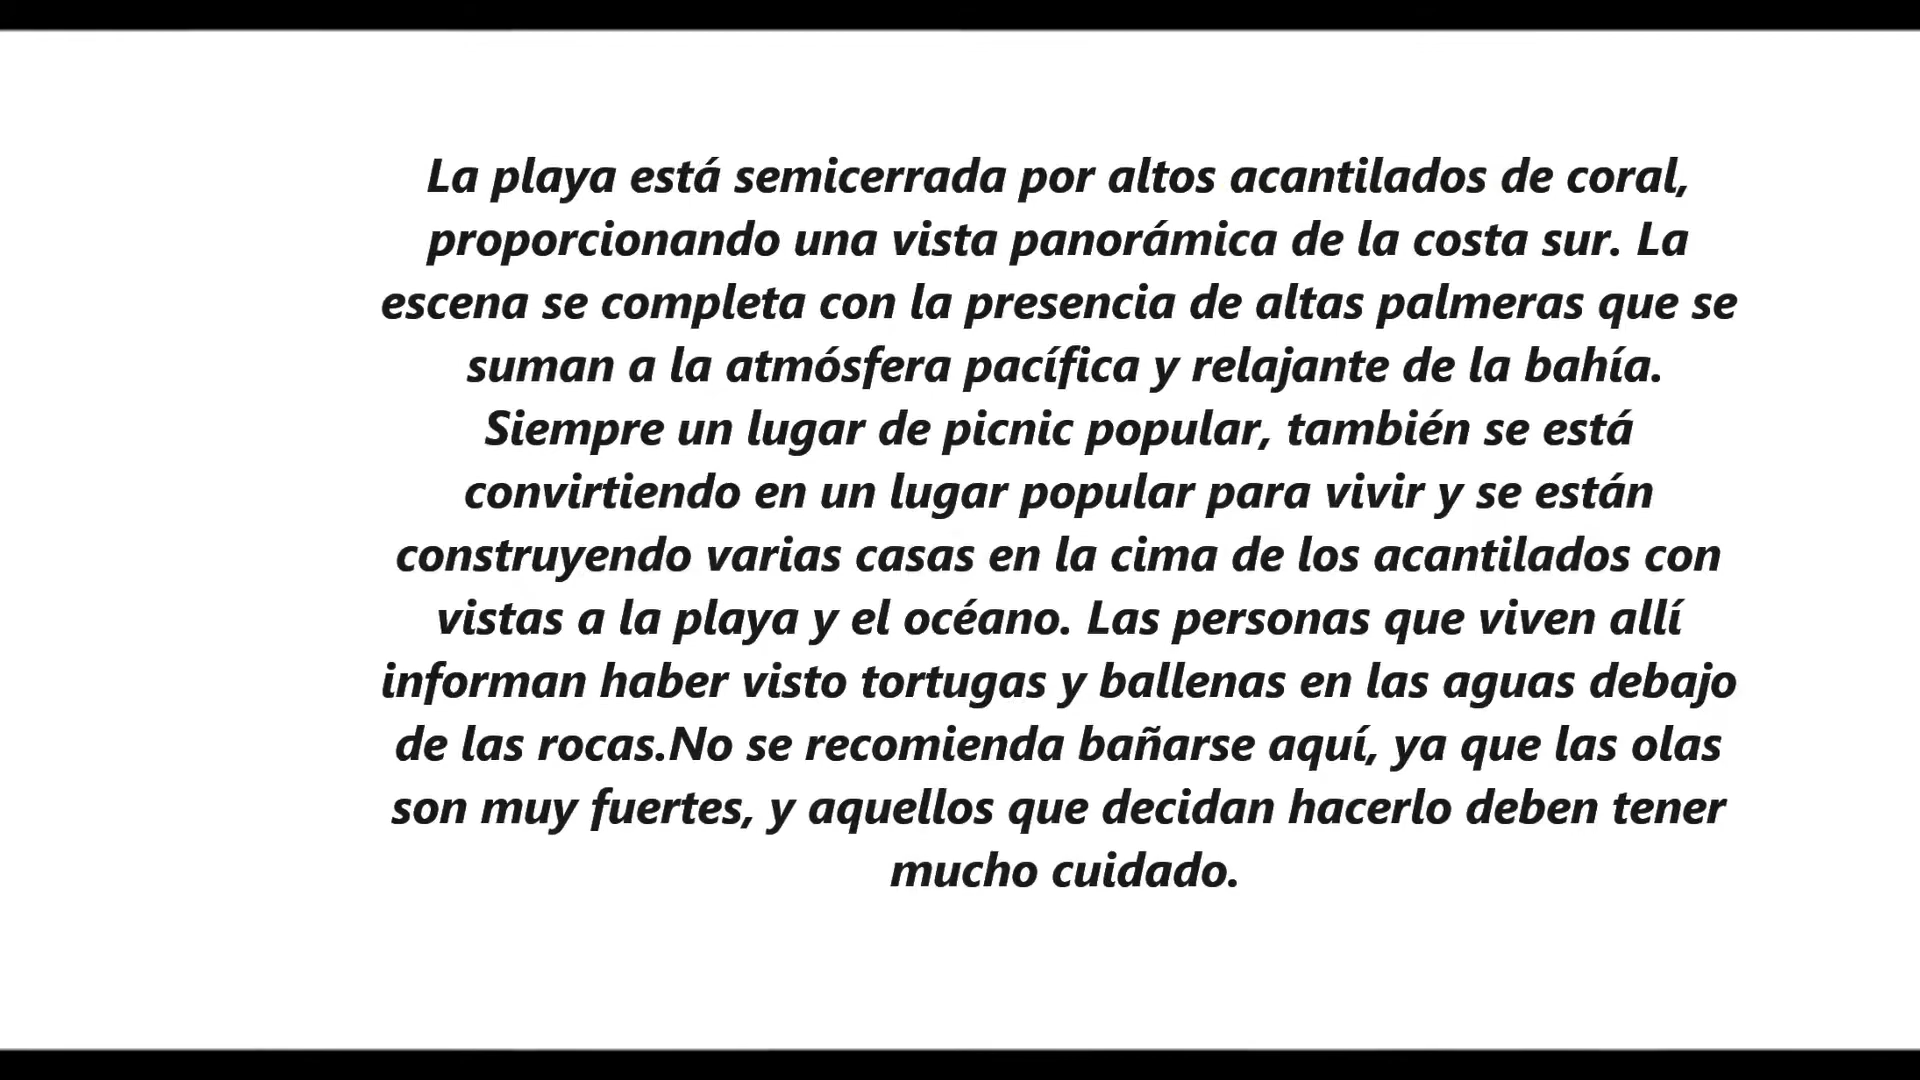 La playa está semicerrada por altos acantilados de coral,
proporcionando una vista panorámica de la costa sur. La
escena se completa con la presencia de altas palmeras que se
suman a la atmósfera pacífica y relajante de la bahía.
Siempre un lugar de picnic popular, también se está
convirtiendo en un lugar popular para vivir y se están
construyendo varias casas en la cima de los acantilados con
vistas a la playa y el océano. Las personas que viven allí
informan haber visto tortugas y ballenas en las aguas debajo
de las rocas.No se recomienda bañarse aquí, ya que las olas
son muy fuertes, y aquellos que decidan hacerlo deben tener
mucho cuidado.